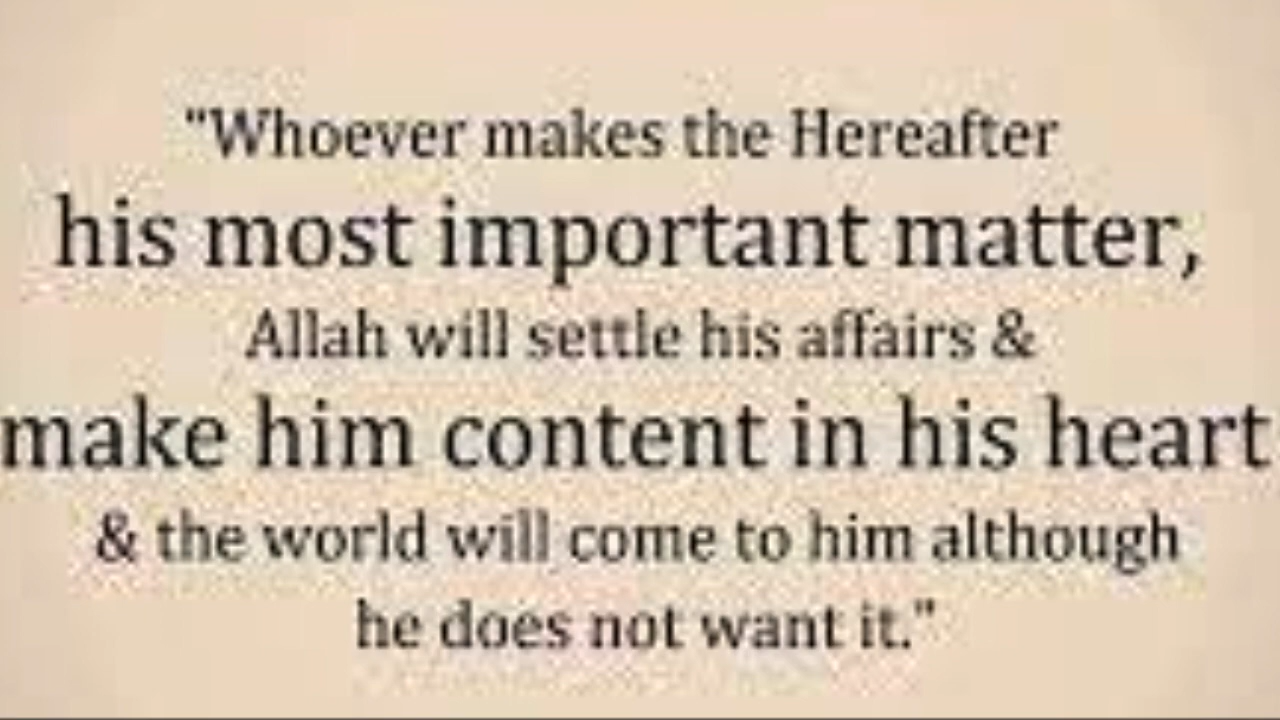 "Whoever makes the Hereafter
his most important matter,
Allah will settle his affairs &
make him content in his heart
& the world will come to him although
he does not want it."